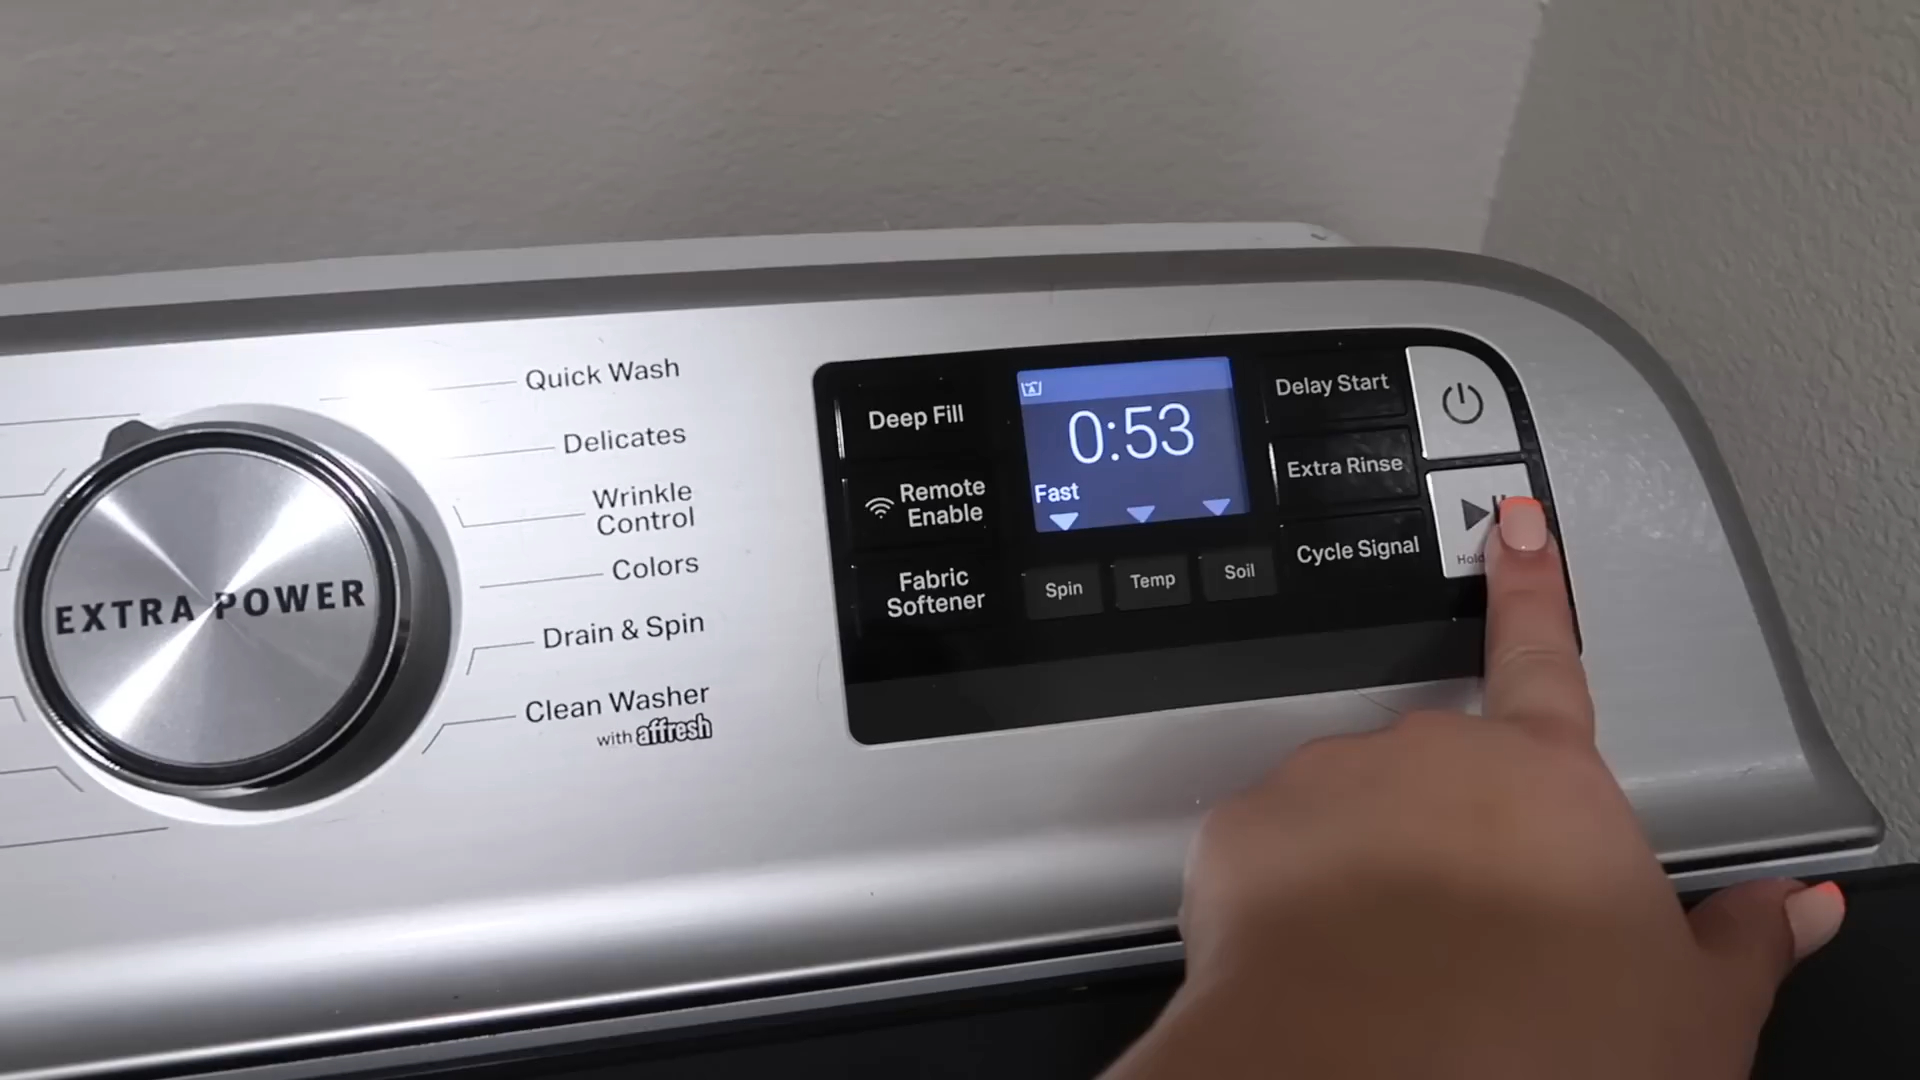 Quick Wash
Delicates
Wrinkle
Control
Colors
Drain & Spin
Clean Washer
with affresh
EXTRA POWER
Deep Fill
Remote
Enable
Fabric
Softener
0:53
Fast
Spin
Temp
Soil
Delay Start
Extra Rinse
Cycle Signal
Hold